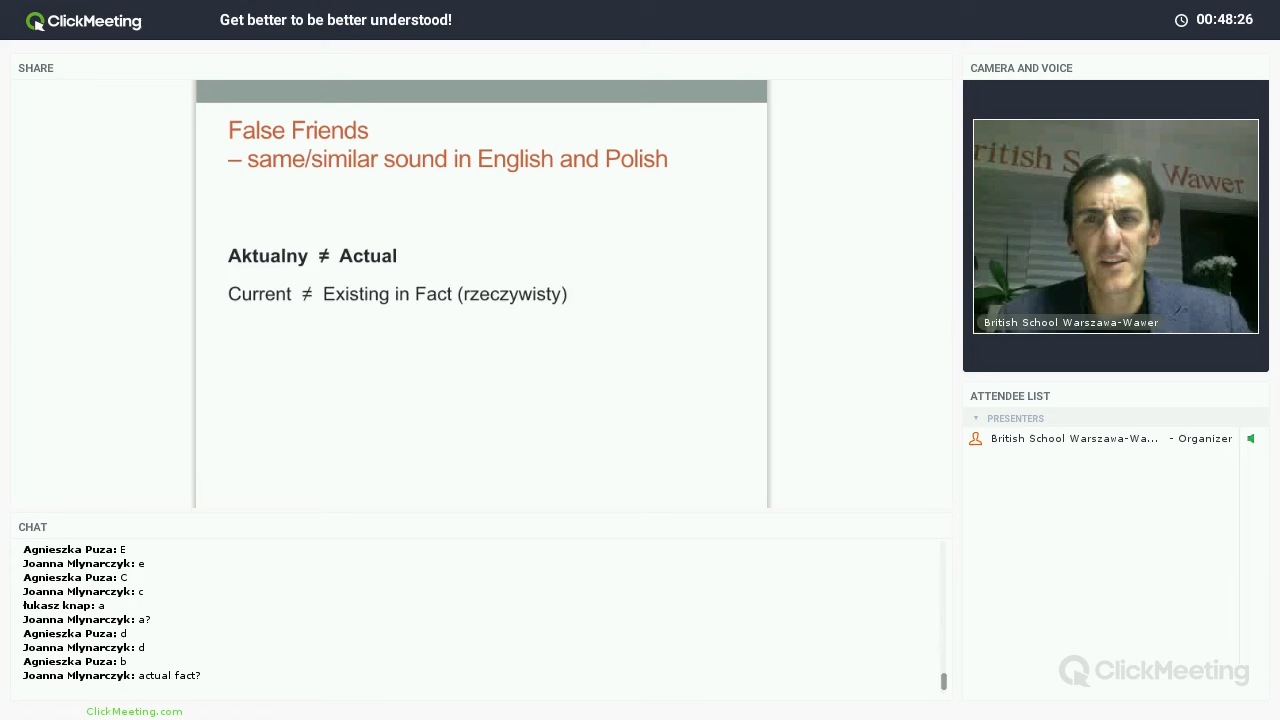 ClickMeeting
Get better to be better understood!
00:48:26
SHARE
False Friends
– same/similar sound in English and Polish
Aktualny ≠ Actual
Current ≠ Existing in Fact (rzeczywisty)
CAMERA AND VOICE
British School Wawer
British School Warszawa-Wawer
ATTENDEE LIST
PRESENTERS
British School Warszawa-Wa... - Organizer
CHAT
Agnieszka Puza: E
Joanna Mlynarczyk: e
Agnieszka Puza: C
Joanna Mlynarczyk: c
łukasz knap: a
Joanna Mlynarczyk: a?
Agnieszka Puza: d
Joanna Mlynarczyk: d
Agnieszka Puza: b
Joanna Mlynarczyk: actual fact?
ClickMeeting
ClickMeeting.com